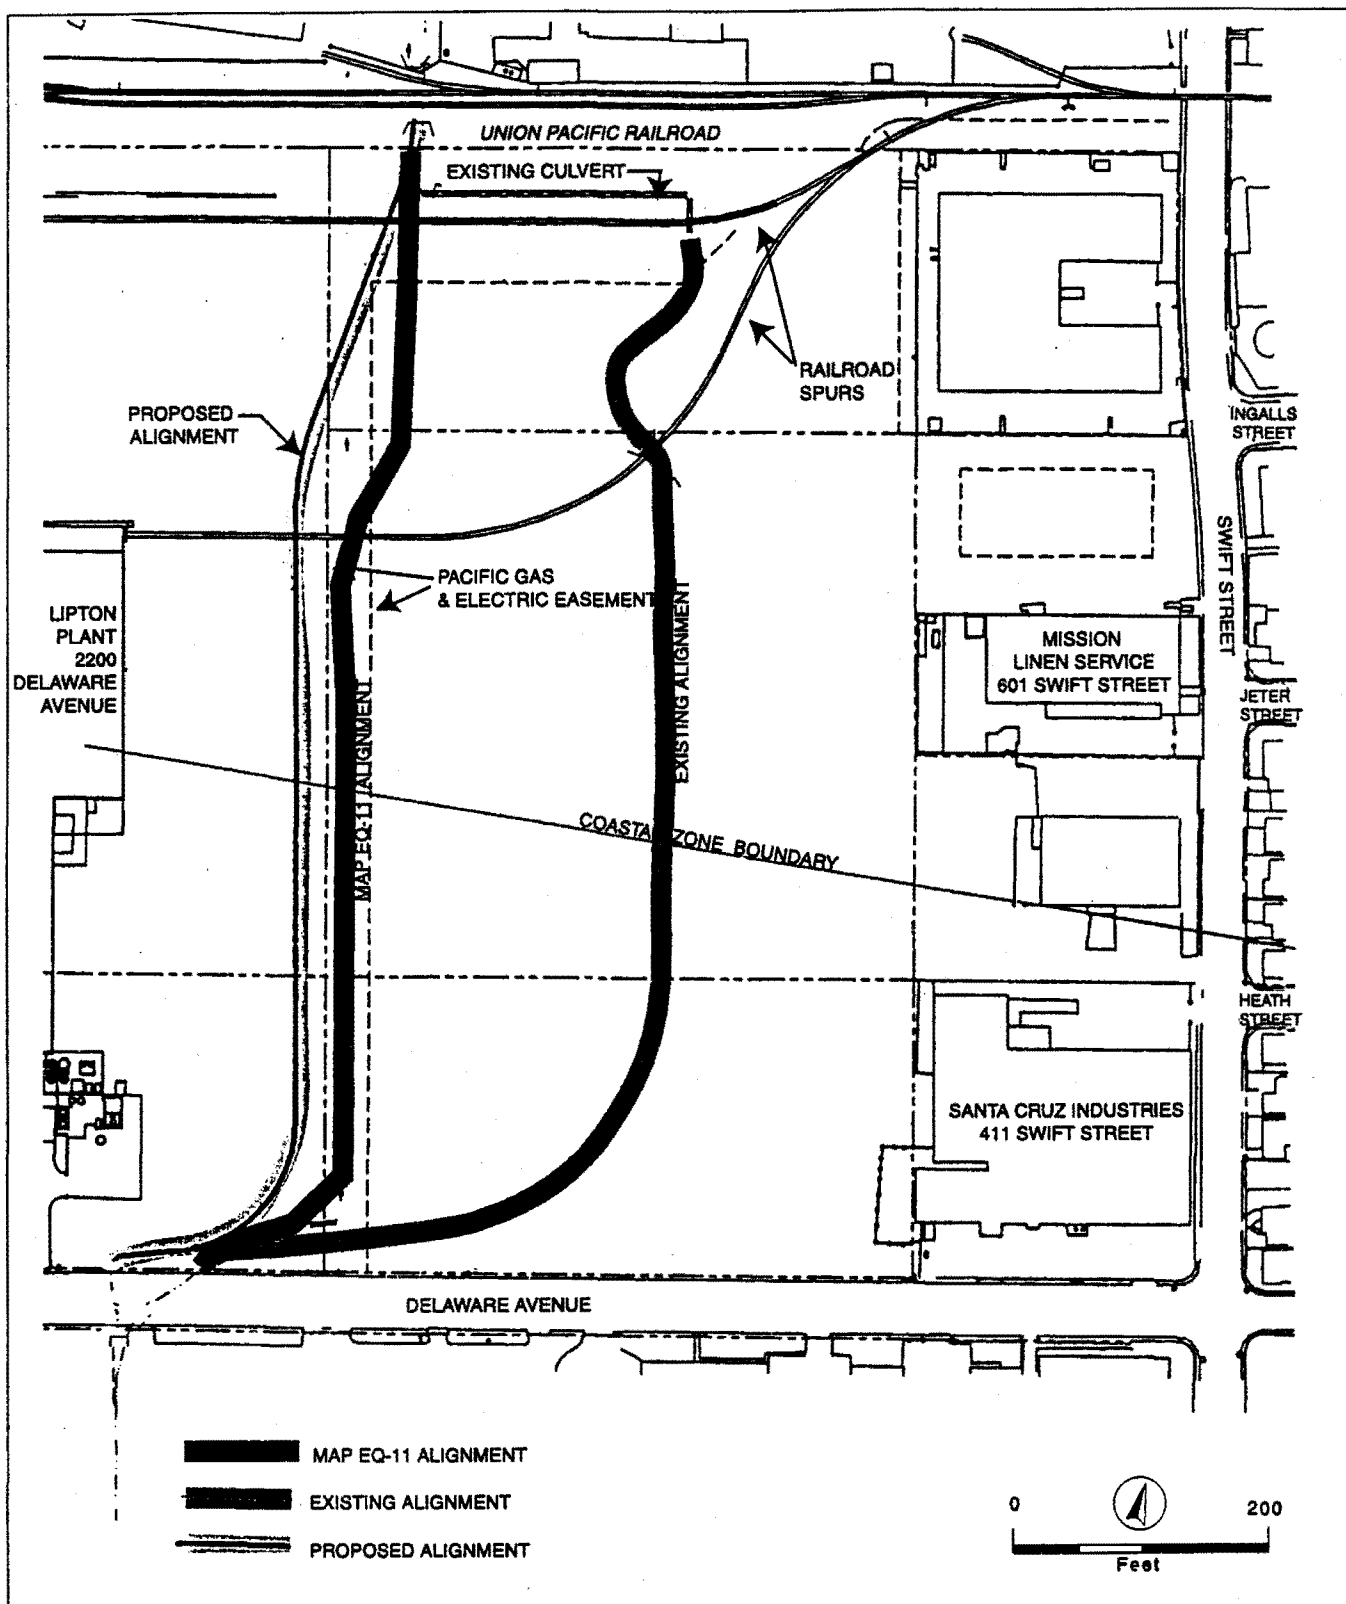 UNION PACIFIC RAILROAD
EXISTING CULVERT
RAILROAD
SPURS
PROPOSED
ALIGNMENT
INGALLS
STREET
SWIFT STREET
PACIFIC GAS
& ELECTRIC EASEMENT
EXISTING ALIGNMENT
MAP EQ-11 ALIGNMENT
LIPTON
PLANT
2200
DELAWARE
AVENUE
MISSION
LINEN SERVICE
601 SWIFT STREET
JETER
STREET
COASTAL ZONE BOUNDARY
HEATH
STREET
SANTA CRUZ INDUSTRIES
411 SWIFT STREET
DELAWARE AVENUE
MAP EQ-11 ALIGNMENT
EXISTING ALIGNMENT
PROPOSED ALIGNMENT
0 200
Feet